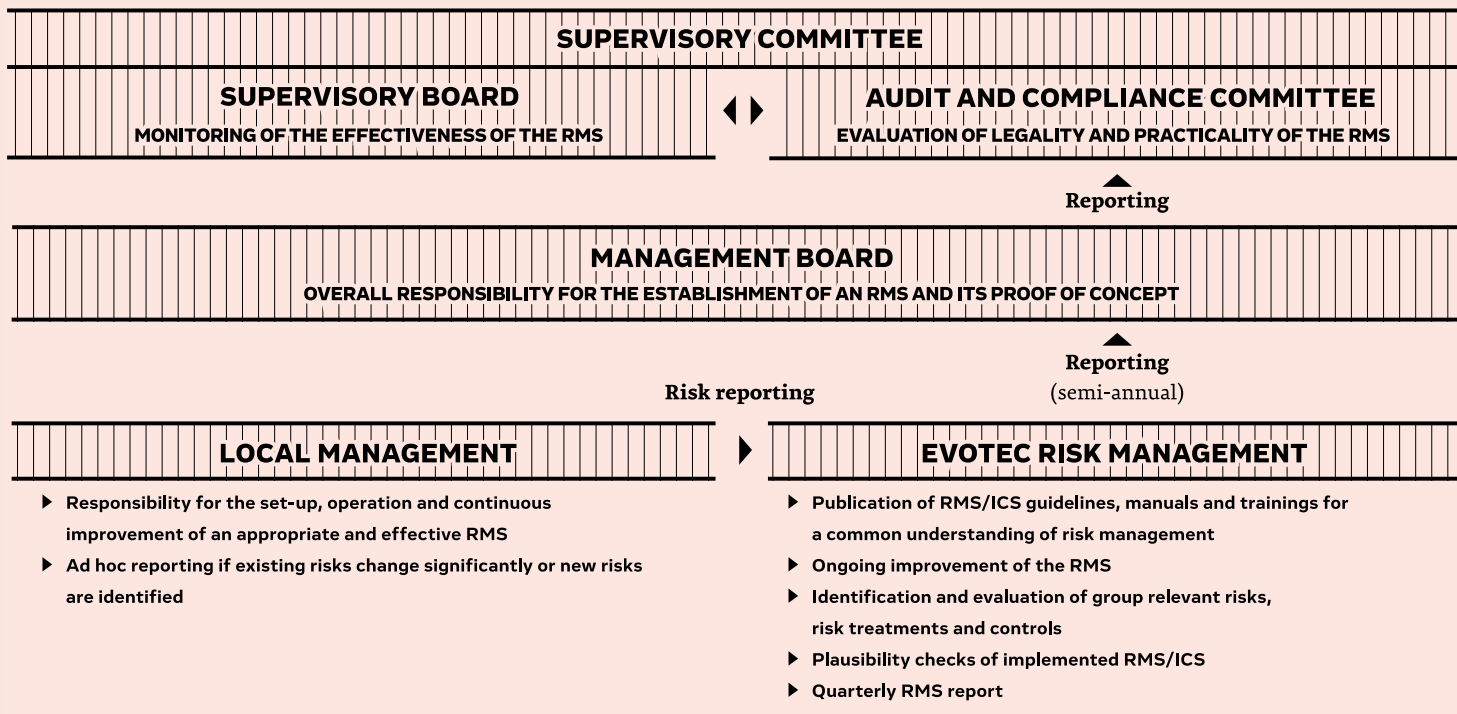 SUPERVISORY COMMITTEE
SUPERVISORY BOARD
MONITORING OF THE EFFECTIVENESS OF THE RMS
AUDIT AND COMPLIANCE COMMITTEE
EVALUATION OF LEGALITY AND PRACTICALITY OF THE RMS
Reporting
MANAGEMENT BOARD
OVERALL RESPONSIBILITY FOR THE ESTABLISHMENT OF AN RMS AND ITS PROOF OF CONCEPT
Reporting
(semi-annual)
Risk reporting
LOCAL MANAGEMENT
Responsibility for the set-up, operation and continuous
improvement of an appropriate and effective RMS
Ad hoc reporting if existing risks change significantly or new risks
are identified
EVOTEC RISK MANAGEMENT
Publication of RMS/ICS guidelines, manuals and trainings for
a common understanding of risk management
Ongoing improvement of the RMS
Identification and evaluation of group relevant risks,
risk treatments and controls
Plausibility checks of implemented RMS/ICS
Quarterly RMS report